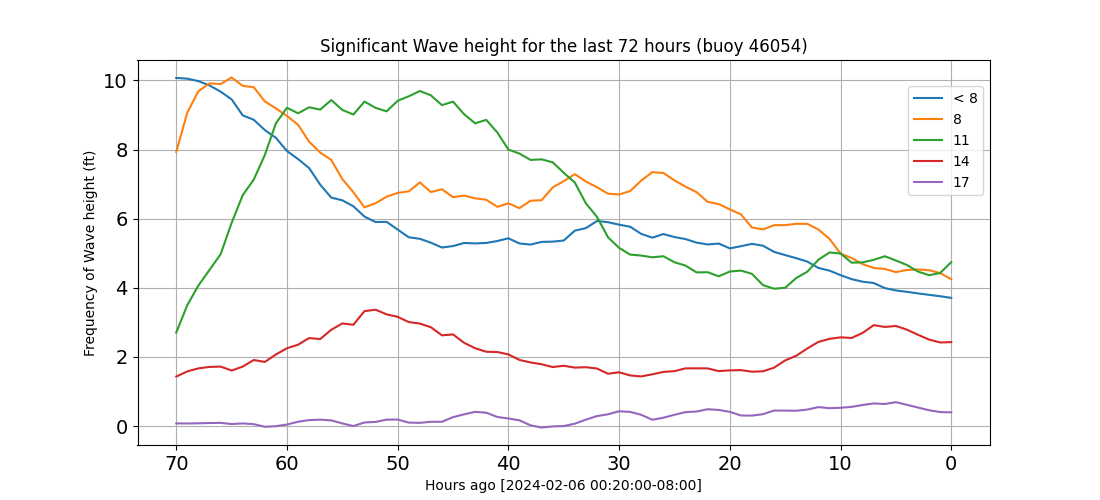 Significant Wave height for the last 72 hours (buoy 46054)
Frequency of Wave height (ft)
10
8
6
4
2
0
< 8
8
11
14
17
70 60 50 40 30 20 10 0
Hours ago [2024-02-06 00:20:00-08:00]